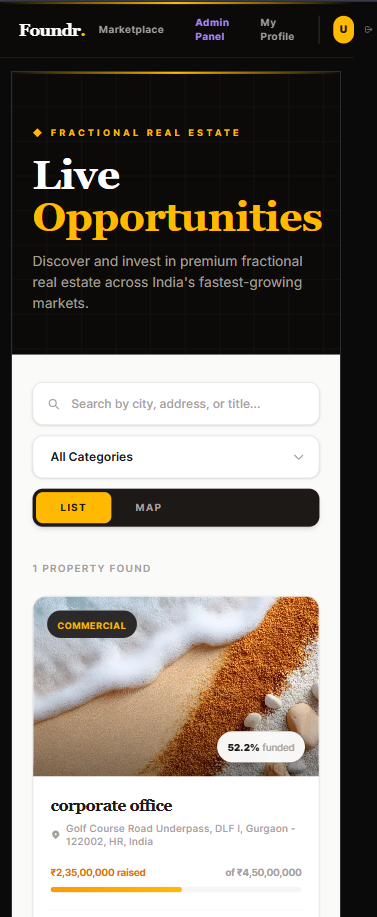 Foundr.
Marketplace
Admin
Panel
My
Profile
U
◆ FRACTIONAL REAL ESTATE
Live
Opportunities
Discover and invest in premium fractional
real estate across India's fastest-growing
markets.
Search by city, address, or title...
All Categories
LIST
MAP
1 PROPERTY FOUND
COMMERCIAL
52.2% funded
corporate office
Golf Course Road Underpass, DLF I, Gurgaon -
122002, HR, India
₹2,35,00,000 raised
of ₹4,50,00,000